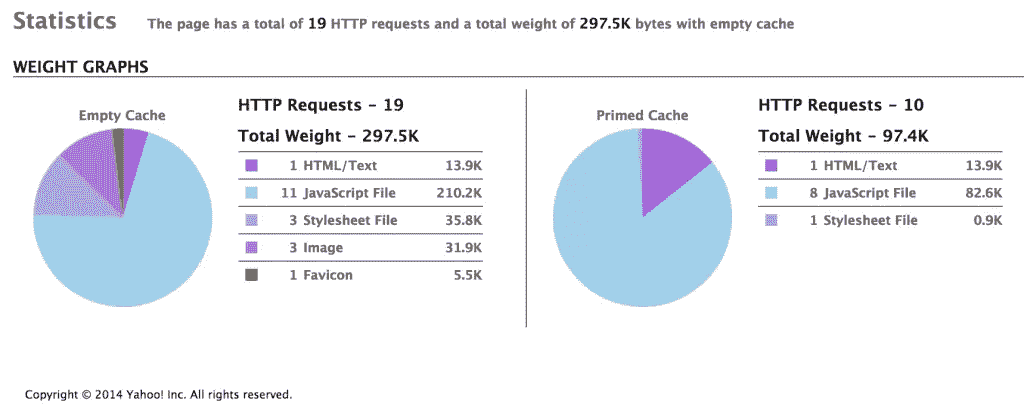 Statistics The page has a total of 19 HTTP requests and a total weight of 297.5K bytes with empty cache
WEIGHT GRAPHS
Empty Cache
HTTP Requests - 19
Total Weight - 297.5K
1 HTML/Text 13.9K
11 JavaScript File 210.2K
3 Stylesheet File 35.8K
3 Image 31.9K
1 Favicon 5.5K
Primed Cache
HTTP Requests - 10
Total Weight - 97.4K
1 HTML/Text 13.9K
8 JavaScript File 82.6K
1 Stylesheet File 0.9K
Copyright © 2014 Yahoo! Inc. All rights reserved.